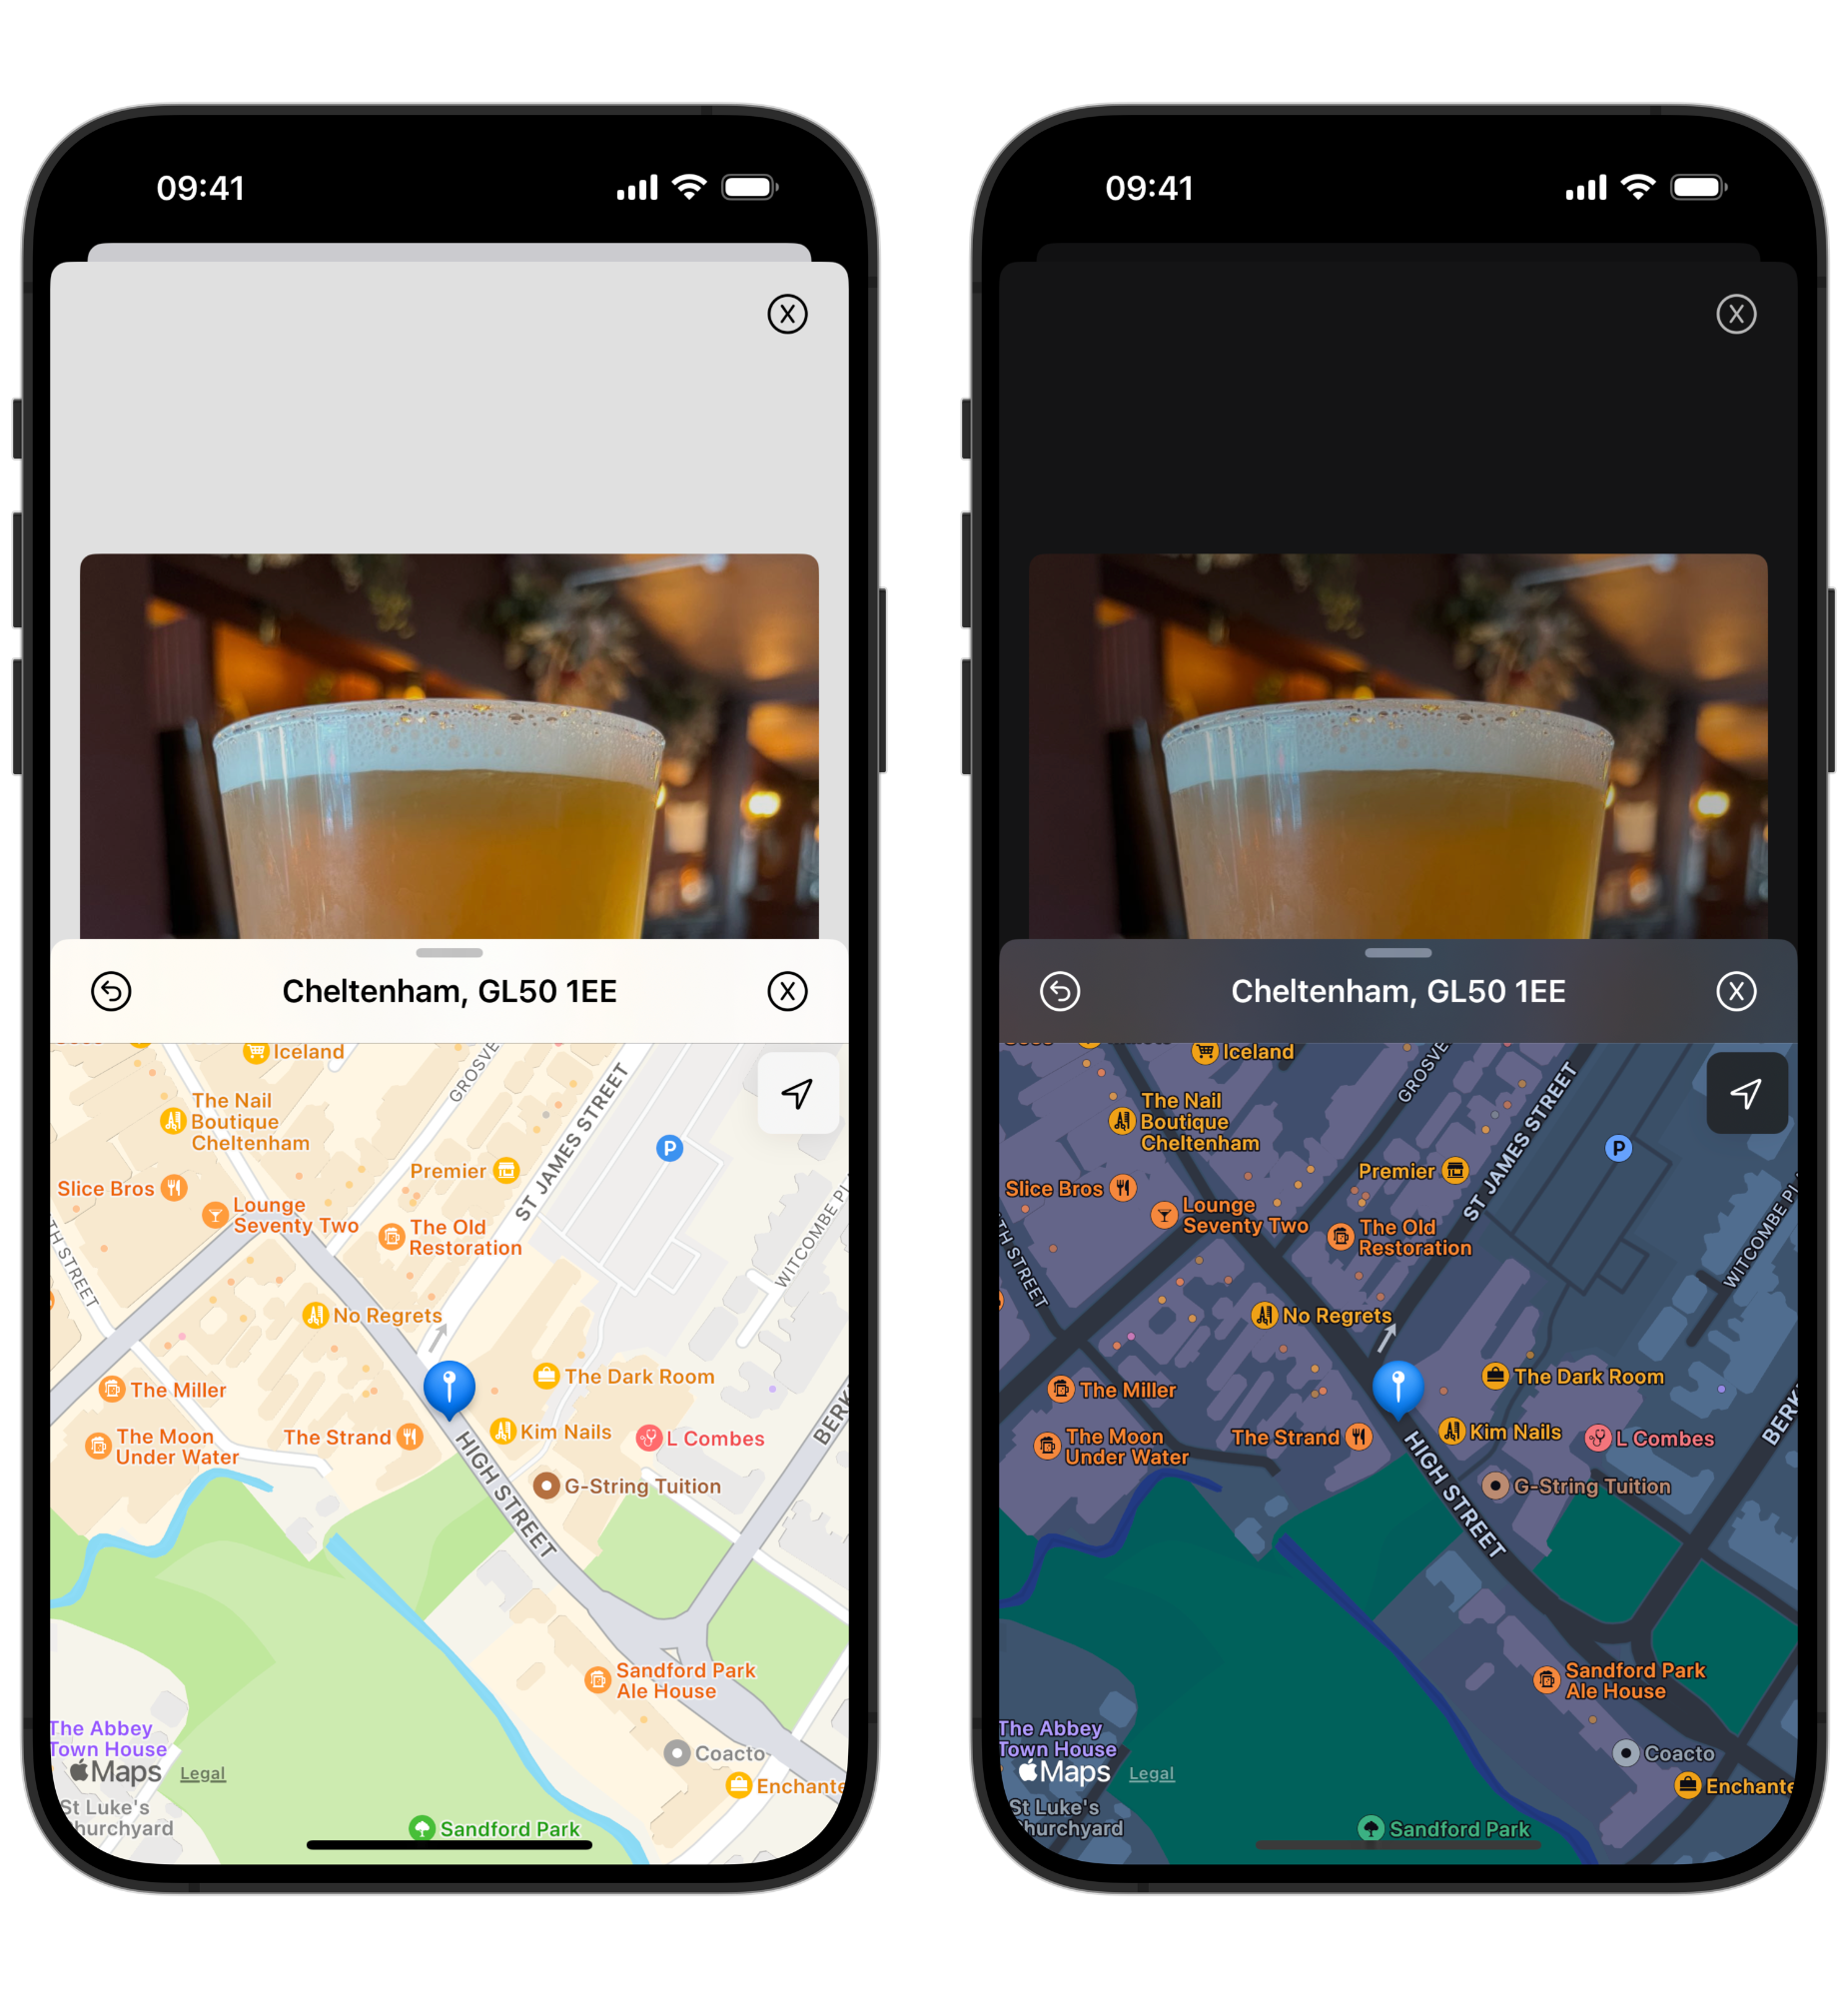 09:41
X
Cheltenham, GL50 1EE
X
Iceland
GROSVE
The Nail
Boutique
Cheltenham
ST JAMES STREET
P
Premier
Slice Bros
Lounge
Seventy Two
The Old
Restoration
WITCOMBE PL
TH STREET
No Regrets
The Dark Room
The Miller
BERK
The Strand
Kim Nails
L Combes
The Moon
Under Water
HIGH STREET
G-String Tuition
Sandford Park
Ale House
The Abbey
Town House
Coacto
Maps Legal
Enchante
St Luke's
hurchyard
Sandford Park
09:41
X
Cheltenham, GL50 1EE
X
Iceland
GROSVE
The Nail
Boutique
Cheltenham
ST JAMES STREET
P
Premier
Slice Bros
Lounge
Seventy Two
The Old
Restoration
WITCOMBE PLA
TH STREET
No Regrets
The Dark Room
The Miller
BERK
The Strand
Kim Nails
L Combes
The Moon
Under Water
HIGH STREET
G-String Tuition
Sandford Park
Ale House
The Abbey
Town House
Coacto
Maps Legal
Enchante
St Luke's
hurchyard
Sandford Park